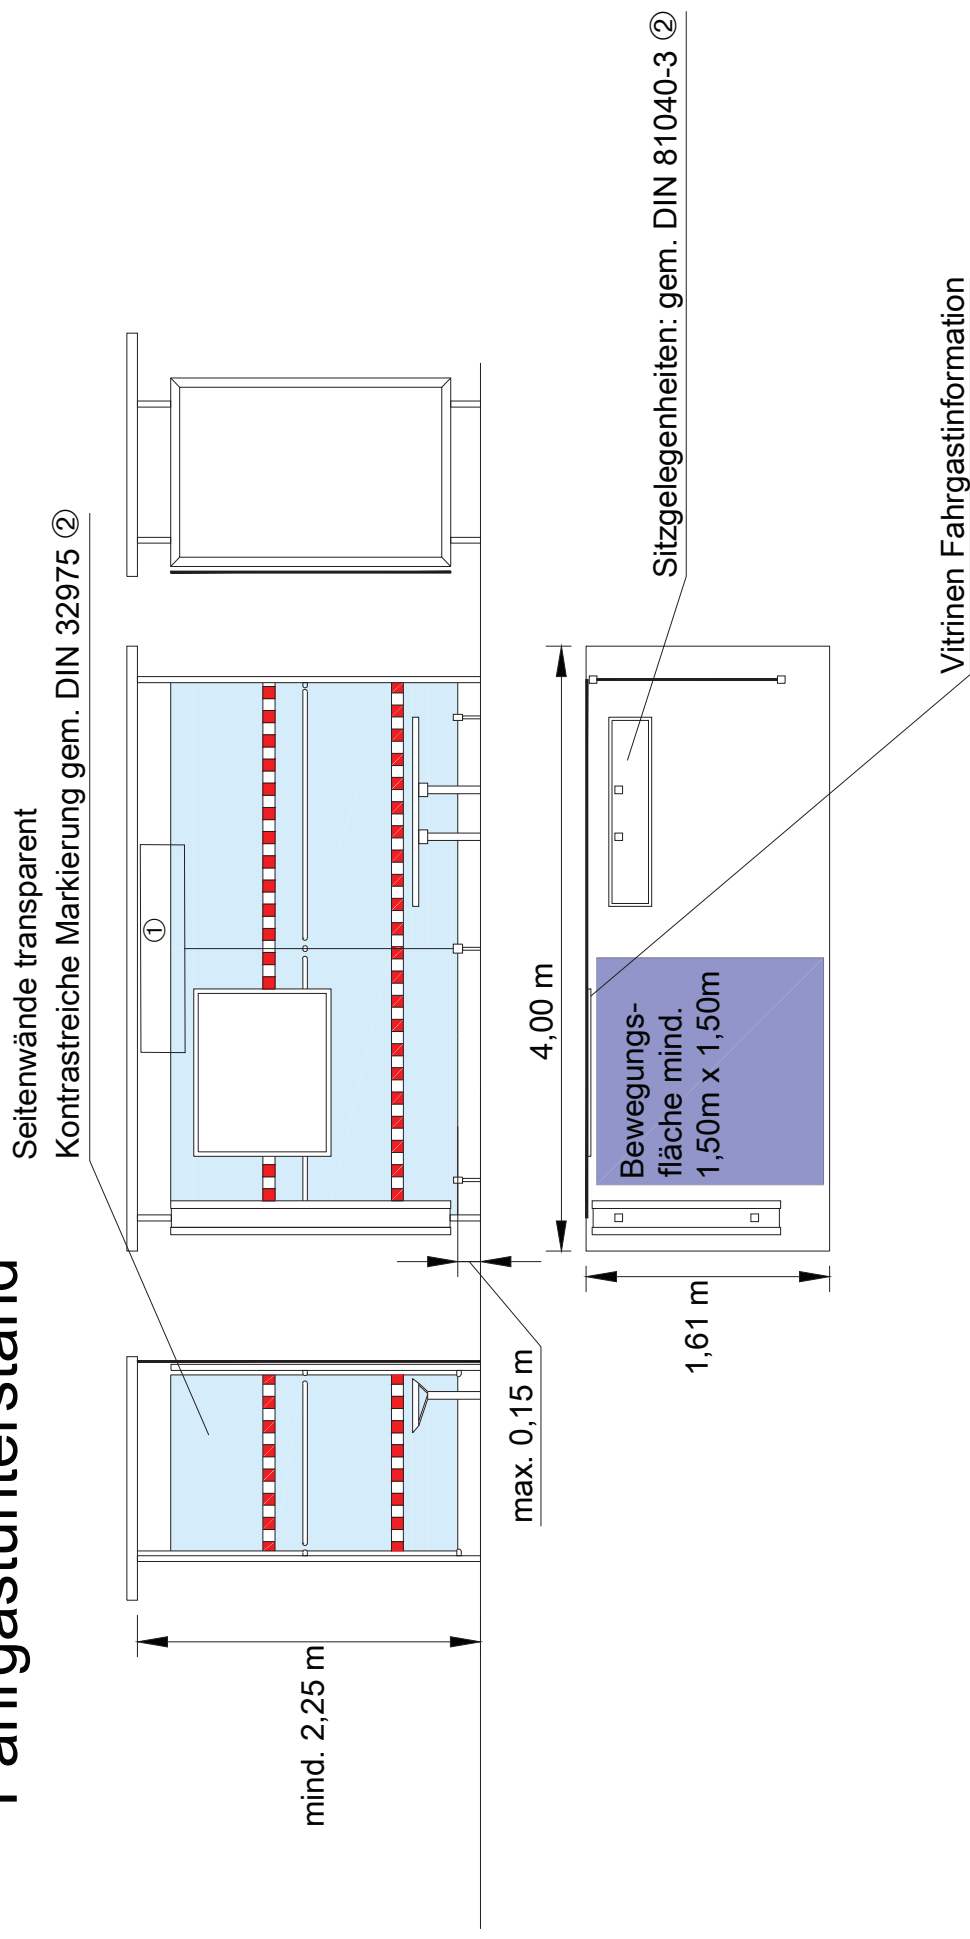 Fahrgastunterstand
Seitenwände transparent
Kontrastreiche Markierung gem. DIN 32975 ②
①
mind. 2,25 m
max. 0,15 m
4,00 m
1,61 m
Bewegungs-
fläche mind.
1,50m x 1,50m
Sitzgelegenheiten: gem. DIN 81040-3 ②
Vitrinen Fahrgastinformation